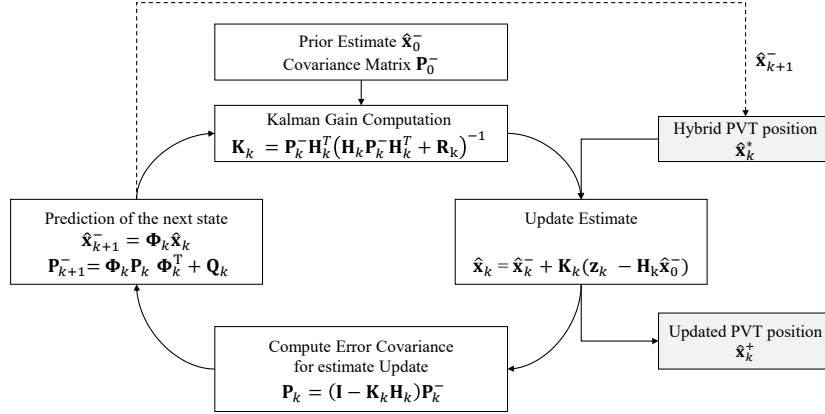 Prior Estimate x̂₀⁻
Covariance Matrix P₀⁻
x̂ₖ₊₁⁻
Kalman Gain Computation
Kₖ = Pₖ⁻Hₖᵀ(HₖPₖ⁻Hₖᵀ + Rₖ)⁻¹
Hybrid PVT position
x̂ₖ*
Prediction of the next state
x̂ₖ₊₁⁻ = Φₖx̂ₖ
Pₖ₊₁⁻= ΦₖPₖ Φₖᵀ + Qₖ
Update Estimate
x̂ₖ = x̂ₖ⁻ + Kₖ(zₖ − Hₖx̂₀⁻)
Compute Error Covariance
for estimate Update
Pₖ = (I − KₖHₖ)Pₖ⁻
Updated PVT position
x̂ₖ⁺